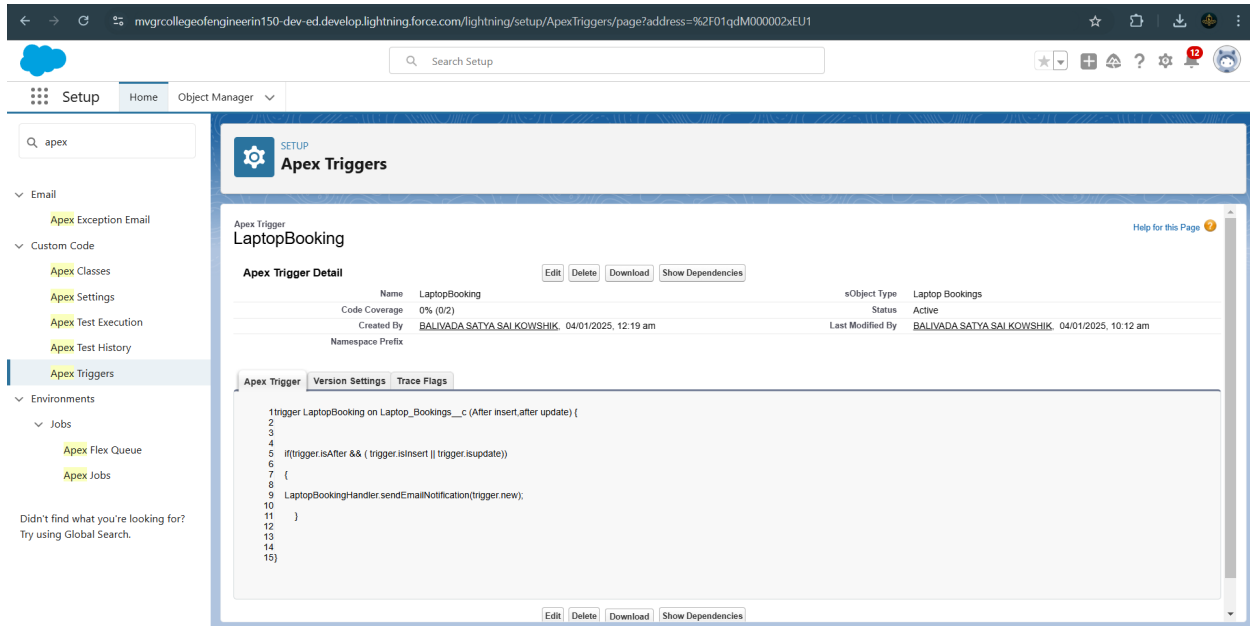 mvgrcollegeofengineerin150-dev-ed.develop.lightning.force.com/lightning/setup/ApexTriggers/page?address=%2F01qdM000002xEU1
Search Setup
12
Setup
Home
Object Manager
apex
Email
Apex Exception Email
Custom Code
Apex Classes
Apex Settings
Apex Test Execution
Apex Test History
Apex Triggers
Environments
Jobs
Apex Flex Queue
Apex Jobs
Didn't find what you're looking for?
Try using Global Search.
SETUP
Apex Triggers
Apex Trigger
LaptopBooking
Help for this Page
Apex Trigger Detail
Edit Delete Download Show Dependencies
Name LaptopBooking sObject Type Laptop Bookings
Code Coverage 0% (0/2) Status Active
Created By BALIVADA SATYA SAI KOWSHIK, 04/01/2025, 12:19 am Last Modified By BALIVADA SATYA SAI KOWSHIK, 04/01/2025, 10:12 am
Namespace Prefix
Apex Trigger Version Settings Trace Flags
1trigger LaptopBooking on Laptop_Bookings__c (After insert,after update) {
2
3
4
5 if(trigger.isAfter && ( trigger.isInsert || trigger.isupdate))
6
7 {
8
9 LaptopBookingHandler.sendEmailNotification(trigger.new);
10
11 }
12
13
14
15}
Edit Delete Download Show Dependencies